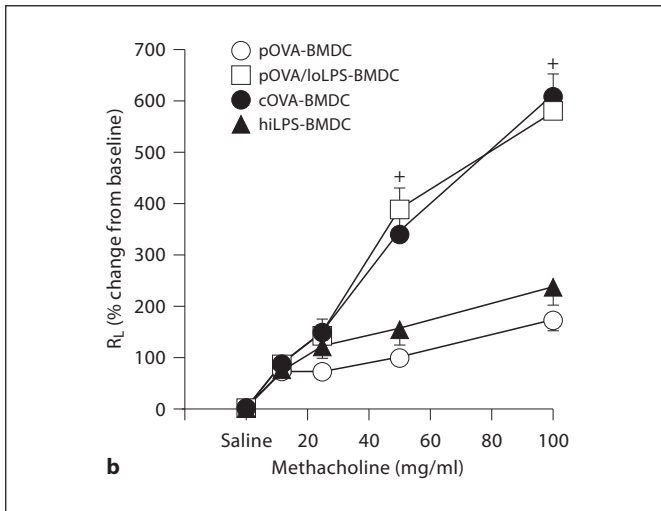 700
600
500
400
300
200
100
0
R_L (% change from baseline)
pOVA-BMDC
pOVA/loLPS-BMDC
cOVA-BMDC
hiLPS-BMDC
+
+
Saline 20 40 60 80 100
b Methacholine (mg/ml)